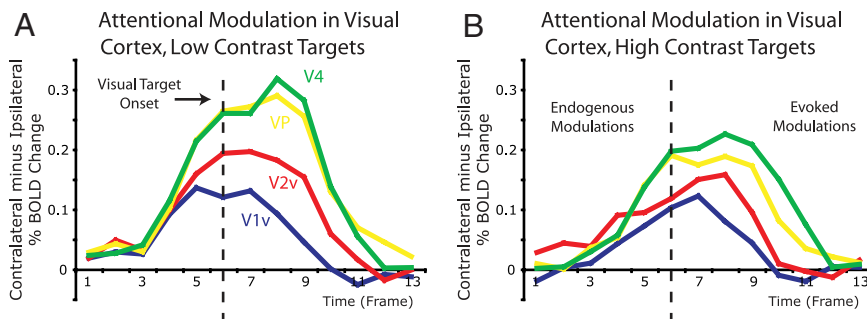 A
Attentional Modulation in Visual
Cortex, Low Contrast Targets
Contralateral minus Ipsilateral
% BOLD Change
0.3
0.2
0.1
0
Visual Target
Onset
V4
VP
V2v
V1v
1
3
5
7
9
11
13
Time (Frame)
B
Attentional Modulation in Visual
Cortex, High Contrast Targets
Contralateral minus Ipsilateral
% BOLD Change
0.3
0.2
0.1
0
Endogenous
Modulations
Evoked
Modulations
1
3
5
7
9
11
13
Time (Frame)